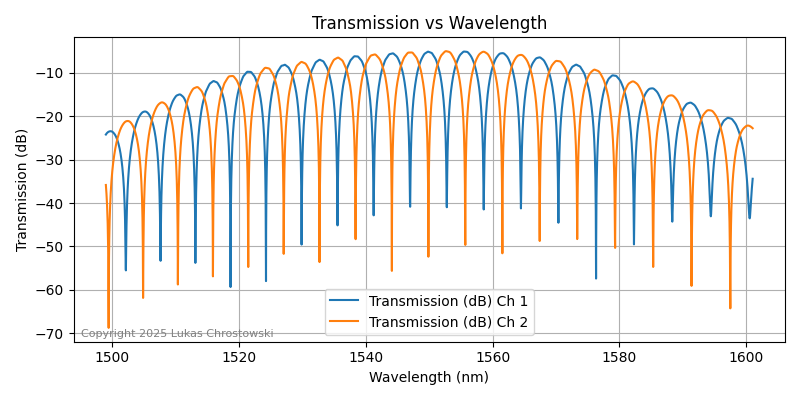 Transmission vs Wavelength
Transmission (dB)
−10
−20
−30
−40
−50
−60
−70
Transmission (dB) Ch 1
Transmission (dB) Ch 2
Copyright 2025 Lukas Chrostowski
1500
1520
1540
1560
1580
1600
Wavelength (nm)